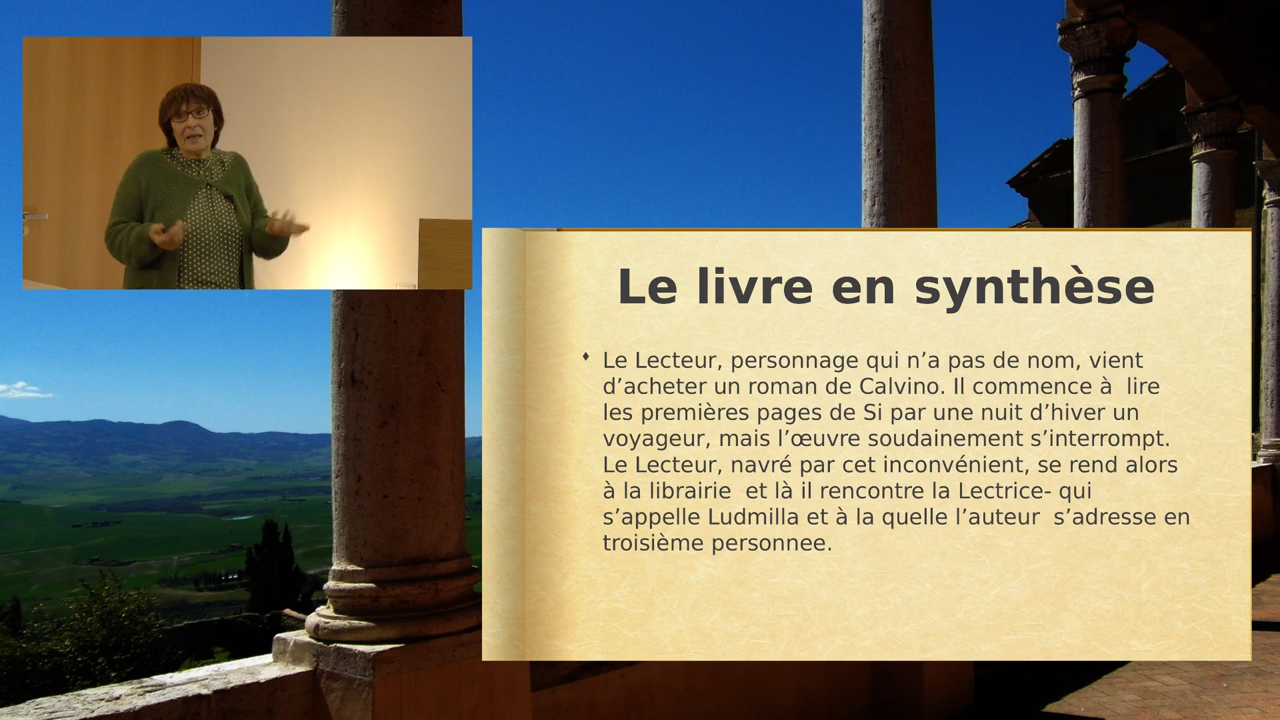 Le livre en synthèse
Le Lecteur, personnage qui n’a pas de nom, vient
d’acheter un roman de Calvino. Il commence à  lire
les premières pages de Si par une nuit d’hiver un
voyageur, mais l’œuvre soudainement s’interrompt.
Le Lecteur, navré par cet inconvénient, se rend alors
à la librairie  et là il rencontre la Lectrice- qui
s’appelle Ludmilla et à la quelle l’auteur  s’adresse en
troisième personnee.